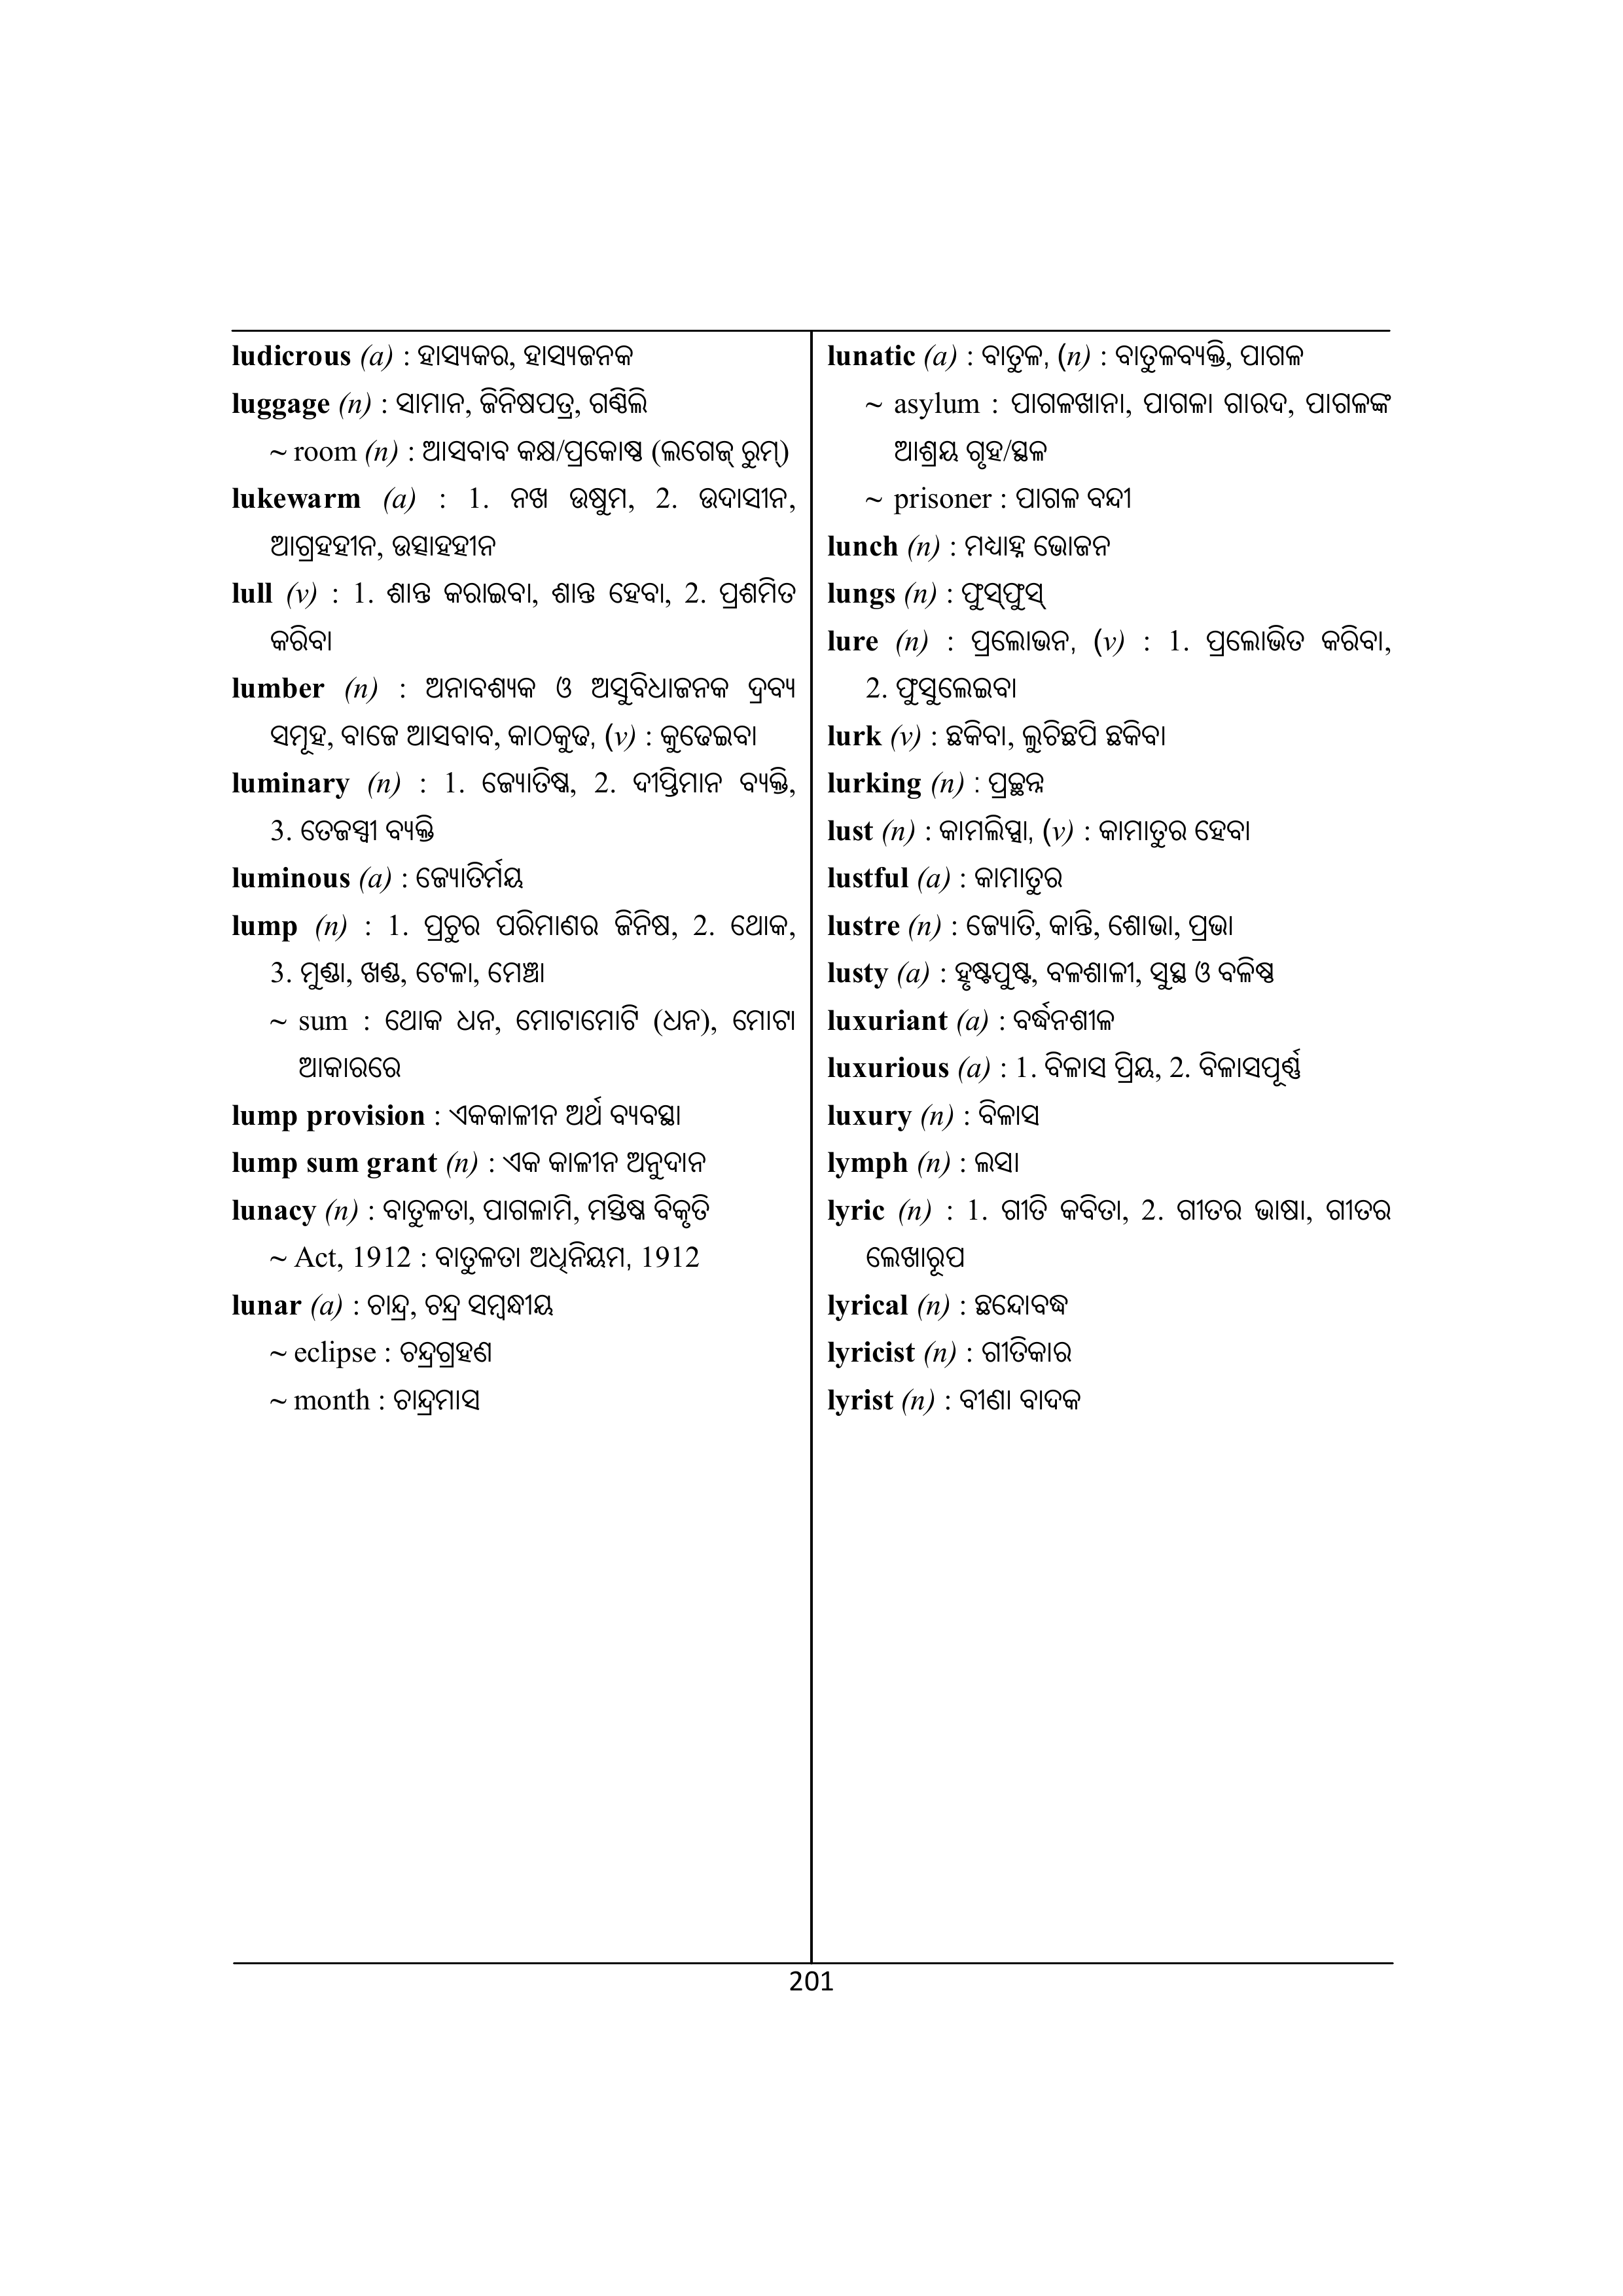 ludicrous (a) : ହାସ୍ୟକର, ହାସ୍ୟଜନକ
luggage (n) : ସାମାନ, ଜିନିଷପତ୍ର, ଗଣ୍ଠିଲି
~ room (n) : ଆସବାବ କକ୍ଷ/ପ୍ରକୋଷ୍ଠ (ଲଗେଜ୍ ରୁମ୍)
lukewarm (a) : 1. ନଖ ଉଷୁମ, 2. ଉଦାସୀନ,
ଆଗ୍ରହହୀନ, ଉତ୍ସାହହୀନ
lull (v) : 1. ଶାନ୍ତ କରାଇବା, ଶାନ୍ତ ହେବା, 2. ପ୍ରଶମିତ
କରିବା
lumber (n) : ଅନାବଶ୍ୟକ ଓ ଅସୁବିଧାଜନକ ଦ୍ରବ୍ୟ
ସମୂହ, ବାଜେ ଆସବାବ, କାଠକୁଢ, (v) : କୁଢେଇବା
luminary (n) : 1. ଜ୍ୟୋତିଷ୍କ, 2. ଦୀପ୍ତିମାନ ବ୍ୟକ୍ତି,
3. ତେଜସ୍ୱୀ ବ୍ୟକ୍ତି
luminous (a) : ଜ୍ୟୋତିର୍ମୟ
lump (n) : 1. ପ୍ରଚୁର ପରିମାଣର ଜିନିଷ, 2. ଥୋକ,
3. ମୁଣ୍ଡା, ଖଣ୍ଡ, ଟେଳା, ମେଞ୍ଚା
~ sum : ଥୋକ ଧନ, ମୋଟାମୋଟି (ଧନ), ମୋଟା
ଆକାରରେ
lump provision : ଏକକାଳୀନ ଅର୍ଥ ବ୍ୟବସ୍ଥା
lump sum grant (n) : ଏକ କାଳୀନ ଅନୁଦାନ
lunacy (n) : ବାତୁଳତା, ପାଗଳାମି, ମସ୍ତିଷ୍କ ବିକୃତି
~ Act, 1912 : ବାତୁଳତା ଅଧିନିୟମ, 1912
lunar (a) : ଚାନ୍ଦ୍ର, ଚନ୍ଦ୍ର ସମ୍ବନ୍ଧୀୟ
~ eclipse : ଚନ୍ଦ୍ରଗ୍ରହଣ
~ month : ଚାନ୍ଦ୍ରମାସ
lunatic (a) : ବାତୁଳ, (n) : ବାତୁଳବ୍ୟକ୍ତି, ପାଗଳ
~ asylum : ପାଗଳଖାନା, ପାଗଳା ଗାରଦ, ପାଗଳଙ୍କ
ଆଶ୍ରୟ ଗୃହ/ସ୍ଥଳ
~ prisoner : ପାଗଳ ବନ୍ଦୀ
lunch (n) : ମଧ୍ୟାହ୍ନ ଭୋଜନ
lungs (n) : ଫୁସ୍‌ଫୁସ୍
lure (n) : ପ୍ରଲୋଭନ, (v) : 1. ପ୍ରଲୋଭିତ କରିବା,
2. ଫୁସୁଲେଇବା
lurk (v) : ଛକିବା, ଲୁଚିଛପି ଛକିବା
lurking (n) : ପ୍ରଚ୍ଛନ୍ନ
lust (n) : କାମଲିପ୍ସା, (v) : କାମାତୁର ହେବା
lustful (a) : କାମାତୁର
lustre (n) : ଜ୍ୟୋତି, କାନ୍ତି, ଶୋଭା, ପ୍ରଭା
lusty (a) : ହୃଷ୍ଟପୁଷ୍ଟ, ବଳଶାଳୀ, ସୁସ୍ଥ ଓ ବଳିଷ୍ଠ
luxuriant (a) : ବର୍ଦ୍ଧନଶୀଳ
luxurious (a) : 1. ବିଳାସ ପ୍ରିୟ, 2. ବିଳାସପୂର୍ଣ୍ଣ
luxury (n) : ବିଳାସ
lymph (n) : ଲସା
lyric (n) : 1. ଗୀତି କବିତା, 2. ଗୀତର ଭାଷା, ଗୀତର
ଲେଖାରୂପ
lyrical (n) : ଛନ୍ଦୋବଦ୍ଧ
lyricist (n) : ଗୀତିକାର
lyrist (n) : ବୀଣା ବାଦକ
201